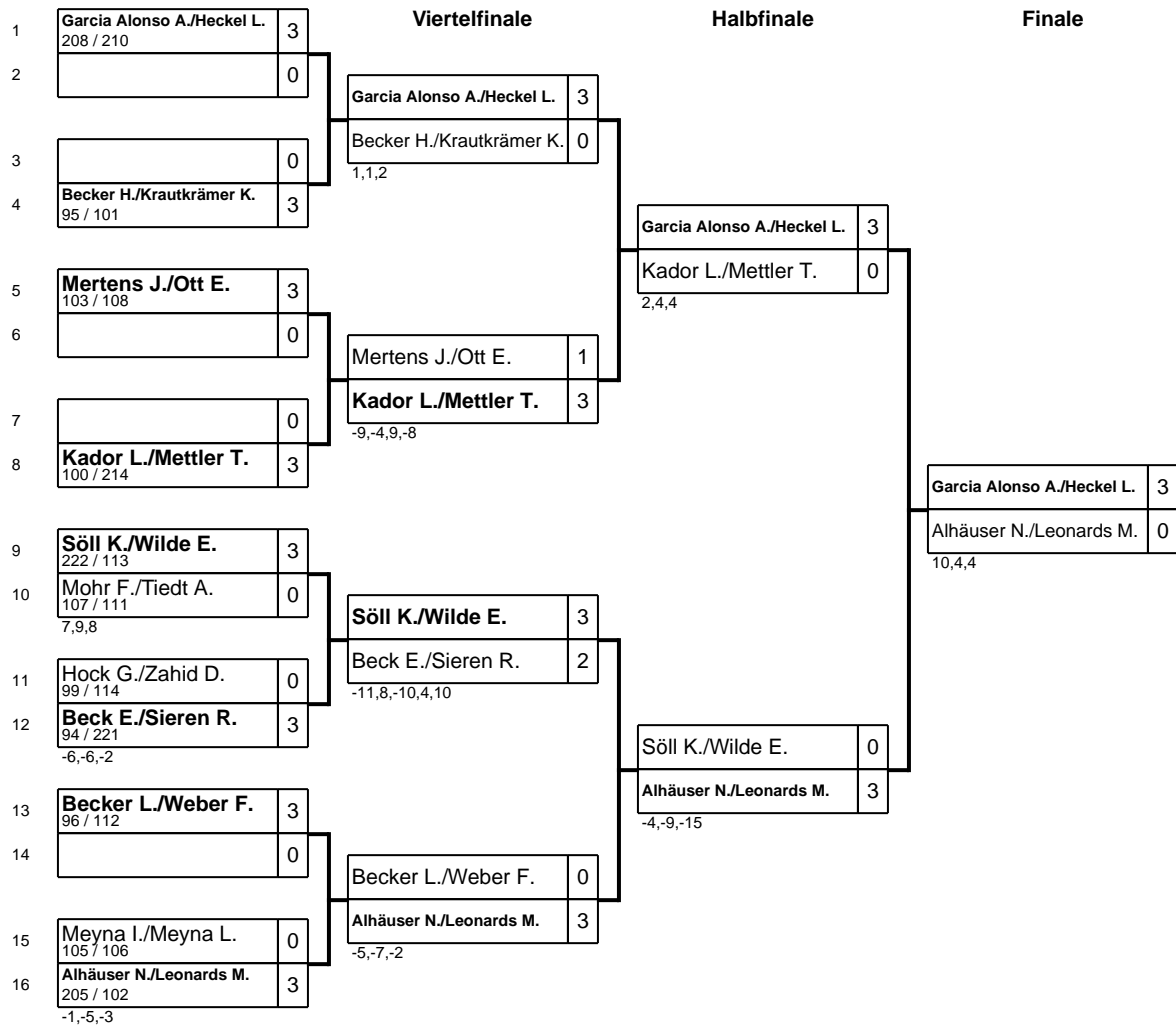 Viertelfinale
Halbfinale
Finale
1
Garcia Alonso A./Heckel L. 3
208 / 210
2
0
3
0
4
Becker H./Krautkrämer K. 3
95 / 101
5
Mertens J./Ott E. 3
103 / 108
6
0
7
0
8
Kador L./Mettler T. 3
100 / 214
9
Söll K./Wilde E. 3
222 / 113
10
Mohr F./Tiedt A. 0
107 / 111
7,9,8
11
Hock G./Zahid D. 0
99 / 114
12
Beck E./Sieren R. 3
94 / 221
-6,-6,-2
13
Becker L./Weber F. 3
96 / 112
14
0
15
Meyna I./Meyna L. 0
105 / 106
16
Alhäuser N./Leonards M. 3
205 / 102
-1,-5,-3
Garcia Alonso A./Heckel L. 3
Becker H./Krautkrämer K. 0
1,1,2
Mertens J./Ott E. 1
Kador L./Mettler T. 3
-9,-4,9,-8
Söll K./Wilde E. 3
Beck E./Sieren R. 2
-11,8,-10,4,10
Becker L./Weber F. 0
Alhäuser N./Leonards M. 3
-5,-7,-2
Garcia Alonso A./Heckel L. 3
Kador L./Mettler T. 0
2,4,4
Söll K./Wilde E. 0
Alhäuser N./Leonards M. 3
-4,-9,-15
Garcia Alonso A./Heckel L. 3
Alhäuser N./Leonards M. 0
10,4,4